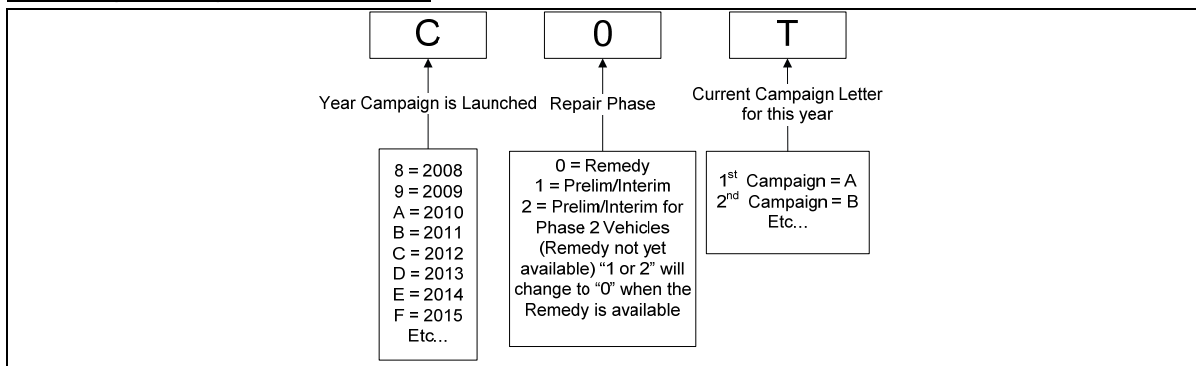 C
0
T
Year Campaign is Launched
Repair Phase
Current Campaign Letter
for this year
8 = 2008
9 = 2009
A = 2010
B = 2011
C = 2012
D = 2013
E = 2014
F = 2015
Etc...
0 = Remedy
1 = Prelim/Interim
2 = Prelim/Interim for
Phase 2 Vehicles
(Remedy not yet
available) “1 or 2” will
change to “0” when the
Remedy is available
1st Campaign = A
2nd Campaign = B
Etc...